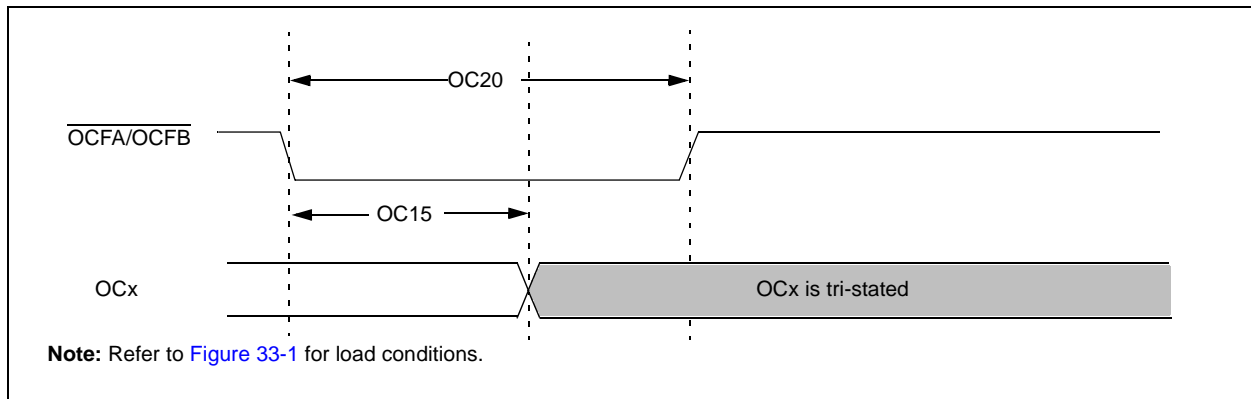 OC20
OCFA/OCFB
OC15
OCx
OCx is tri-stated
Note: Refer to Figure 33-1 for load conditions.